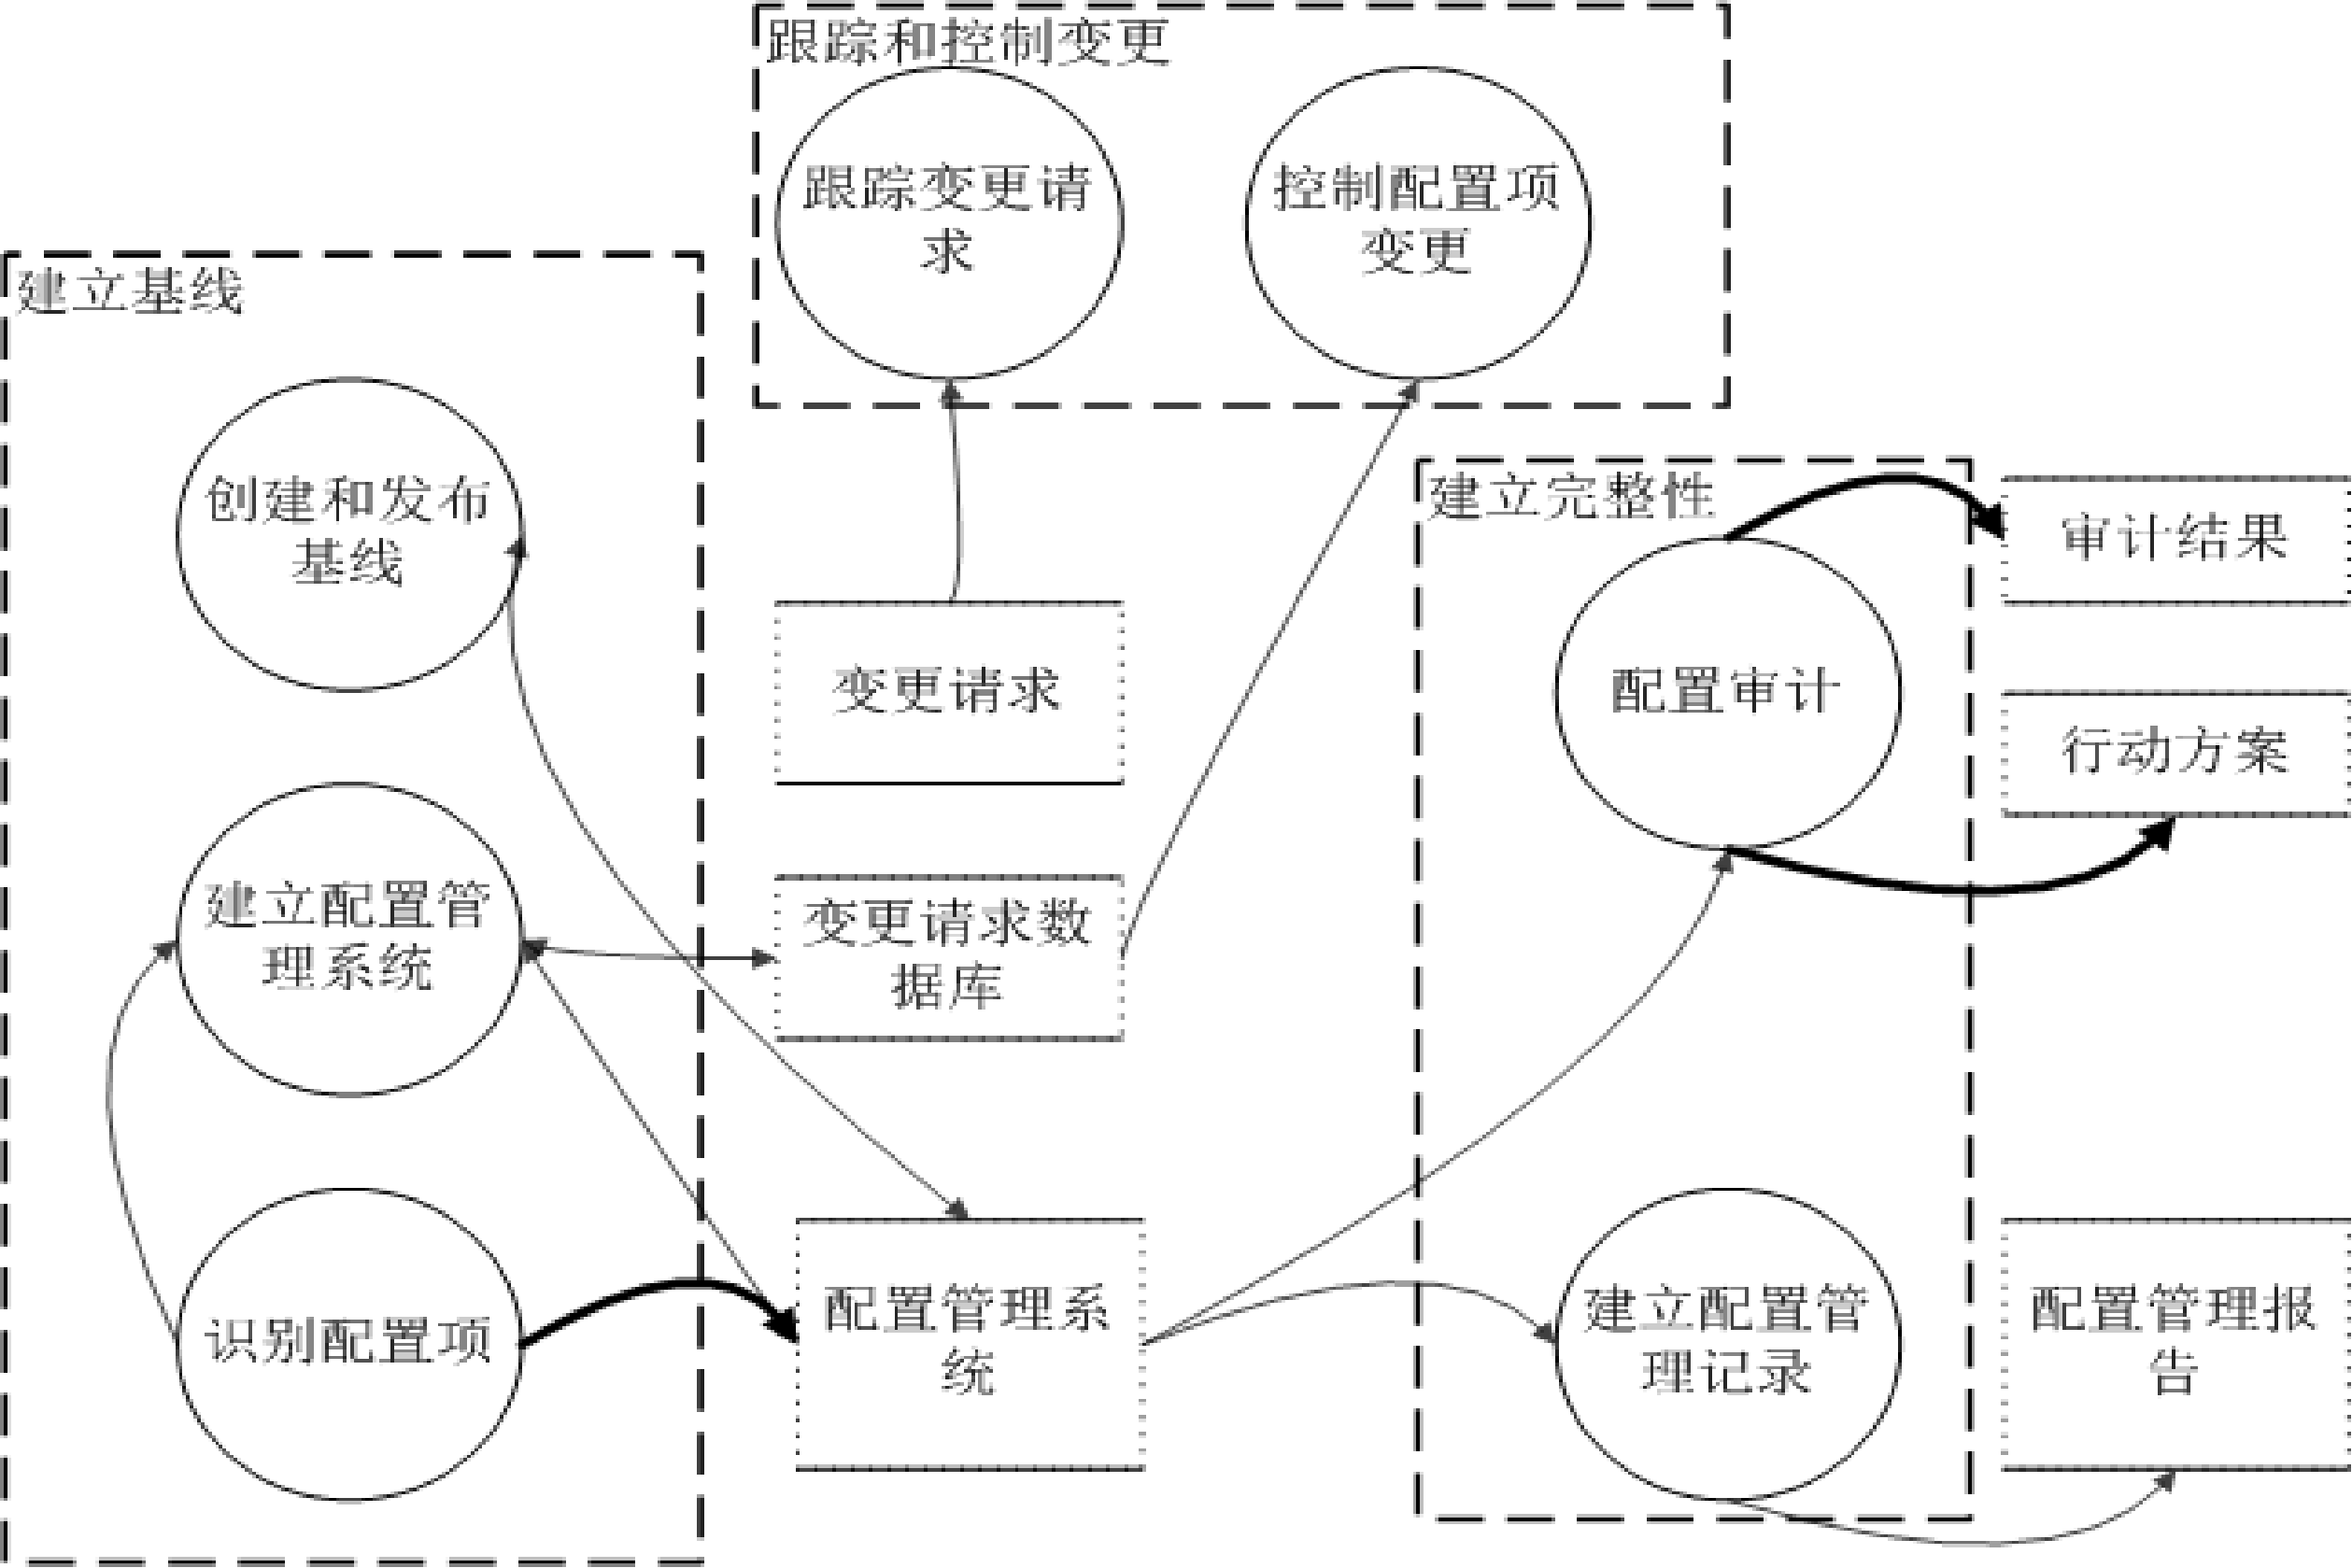 跟踪和控制变更
跟踪变更请
求
控制配置项
变更
建立基线
创建和发布
基线
建立配置管
理系统
识别配置项
变更请求
变更请求数
据库
配置管理系
统
建立完整性
配置审计
建立配置管
理记录
审计结果
行动方案
配置管理报
告